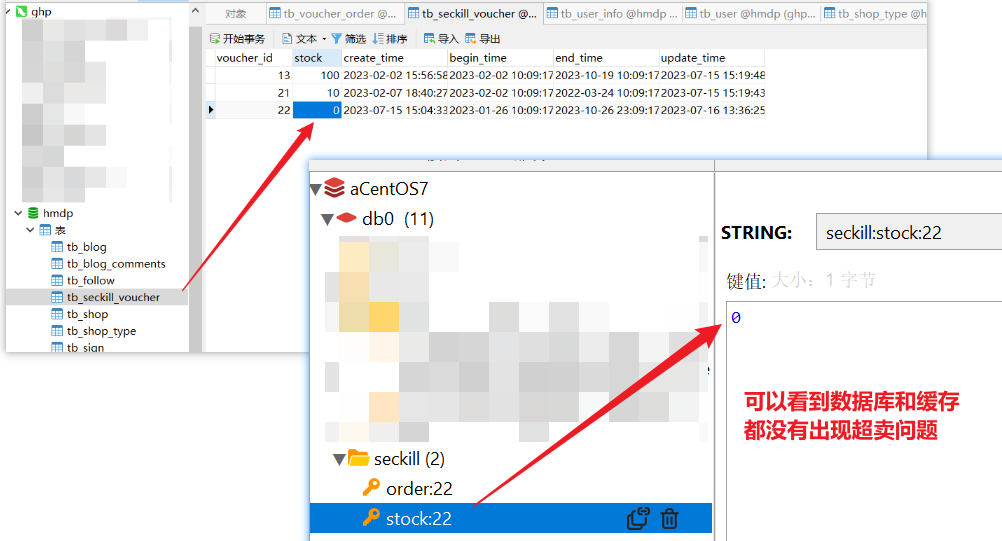 ghp
hmdp
表
tb_blog
tb_blog_comments
tb_follow
tb_seckill_voucher
tb_shop
tb_shop_type
tb_sign
对象
tb_voucher_order @...
tb_seckill_voucher @...
tb_user_info @hmdp ...
tb_user @hmdp (ghp...
tb_shop_type @h
开始事务 文本 筛选 排序 导入 导出
voucher_id stock create_time begin_time end_time update_time
13 100 2023-02-02 15:56:58 2023-02-02 10:09:17 2023-10-19 10:09:17 2023-07-15 15:19:48
21 10 2023-02-07 18:40:27 2023-02-02 10:09:17 2022-03-24 10:09:17 2023-07-15 15:19:43
22 0 2023-07-15 15:04:33 2023-01-26 10:09:17 2023-10-26 23:09:17 2023-07-16 13:36:25
aCentOS7
db0 (11)
seckill (2)
order:22
stock:22
STRING: seckill:stock:22
键值: 大小: 1 字节
0
可以看到数据库和缓存
都没有出现超卖问题